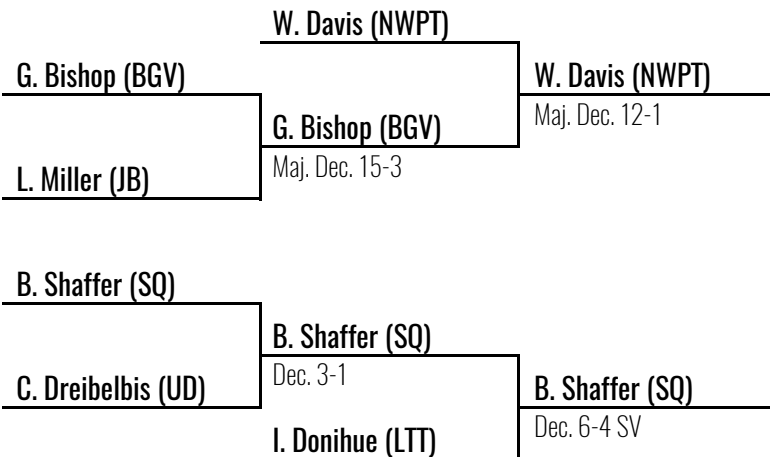 W. Davis (NWPT)
G. Bishop (BGV)
W. Davis (NWPT)
Maj. Dec. 12-1
G. Bishop (BGV)
Maj. Dec. 15-3
L. Miller (JB)
B. Shaffer (SQ)
B. Shaffer (SQ)
Dec. 3-1
C. Dreibelbis (UD)
B. Shaffer (SQ)
Dec. 6-4 SV
I. Donihue (LTT)